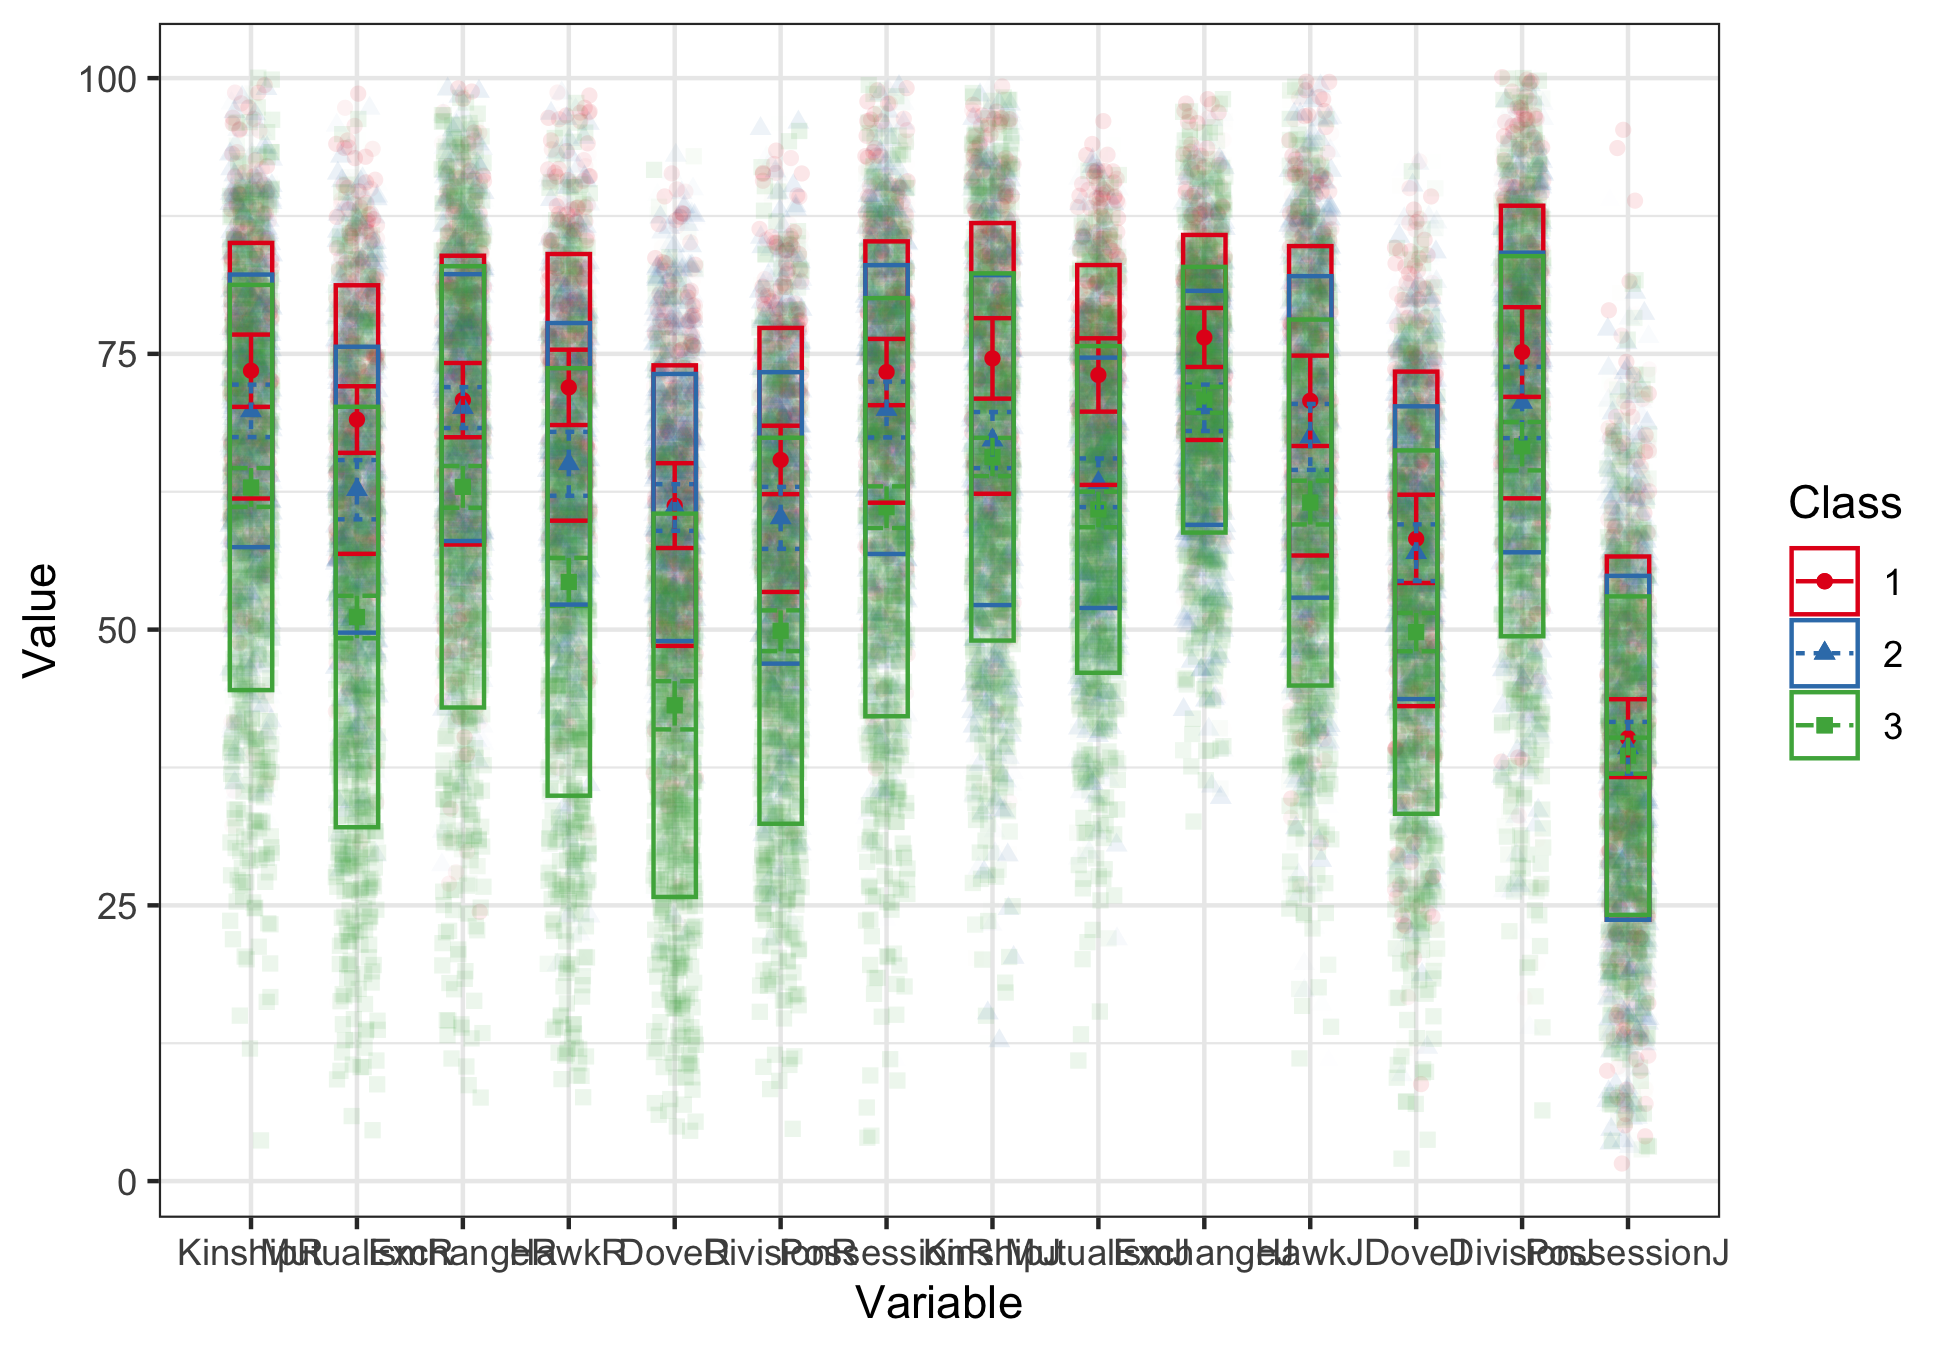 100
75
50
25
0
Value
KinshipR MutualismR ExchangeR HawkR DoveR DivisionR PossessionR KinshipJ MutualismJ ExchangeJ HawkJ DoveJ DivisionJ PossessionJ
Variable
Class
1
2
3